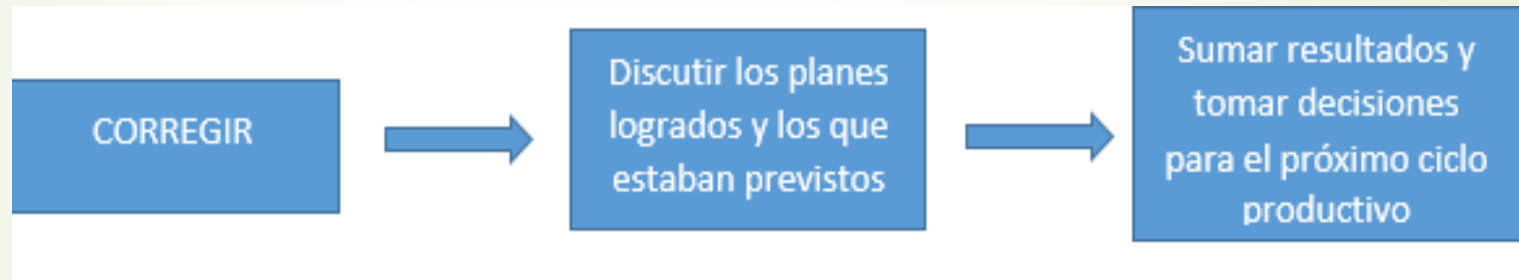 CORREGIR
Discutir los planes
logrados y los que
estaban previstos
Sumar resultados y
tomar decisiones
para el próximo ciclo
productivo